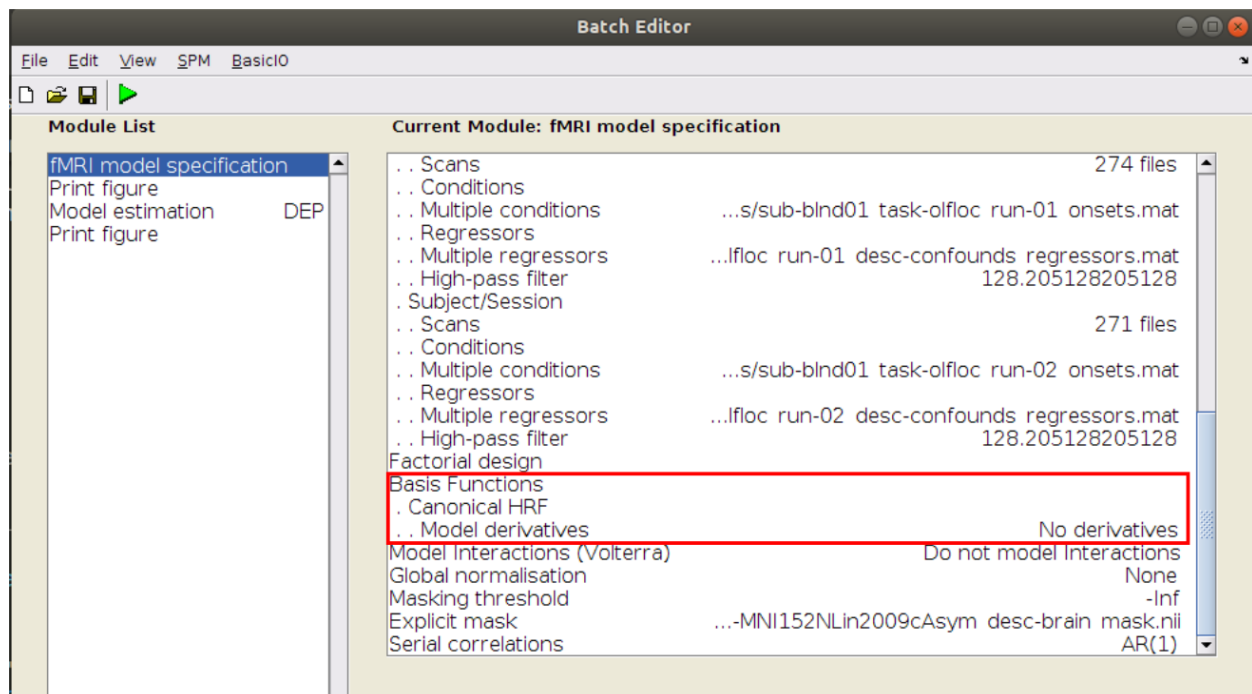 Batch Editor
File Edit View SPM BasicIO
Module List
Current Module: fMRI model specification
fMRI model specification
Print figure
Model estimation DEP
Print figure
. . Scans 274 files
. . Conditions
. . Multiple conditions ...s/sub-blnd01 task-olfloc run-01 onsets.mat
. . Regressors
. . Multiple regressors ...lfloc run-01 desc-confounds regressors.mat
. . High-pass filter 128.205128205128
. Subject/Session
. . Scans 271 files
. . Conditions
. . Multiple conditions ...s/sub-blnd01 task-olfloc run-02 onsets.mat
. . Regressors
. . Multiple regressors ...lfloc run-02 desc-confounds regressors.mat
. . High-pass filter 128.205128205128
Factorial design
Basis Functions
. Canonical HRF
. . Model derivatives No derivatives
Model Interactions (Volterra) Do not model Interactions
Global normalisation None
Masking threshold -Inf
Explicit mask ...-MNI152NLin2009cAsym desc-brain mask.nii
Serial correlations AR(1)